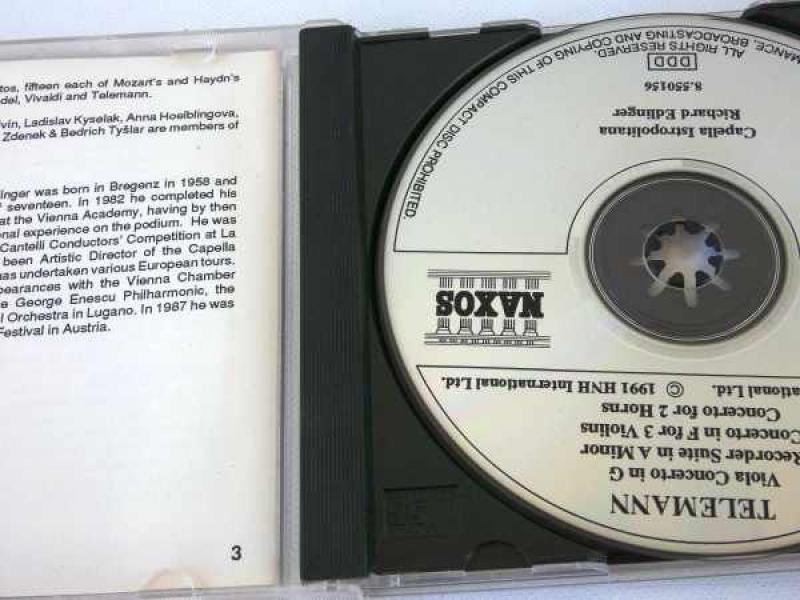 tos, fifteen each of Mozart's and Haydn's
del, Vivaldi and Telemann.
Ladislav Kyselak, Anna Hoelblingova,
Zdenek & Bedrich Tyšlar are members of
linger was born in Bregenz in 1958 and
seventeen. In 1982 he completed his
at the Vienna Academy, having by then
onal experience on the podium. He was
Cantelli Conductors' Competition at La
been Artistic Director of the Capella
has undertaken various European tours.
pearances with the Vienna Chamber
George Enescu Philharmonic, the
l Orchestra in Lugano. In 1987 he was
Festival in Austria.
3
TELEMANN
Viola Concerto in G
Recorder Suite in A Minor
Concerto in F for 3 Violins
Concerto for 2 Horns
ational Ltd. © 1991 HNH International Ltd.
NAXOS
Capella Istropolitana
Richard Edlinger
8.550156
DDD
ALL RIGHTS RESERVED.
MANCE, BROADCASTING AND COPYING OF THIS COMPACT DISC PROHIBITED.